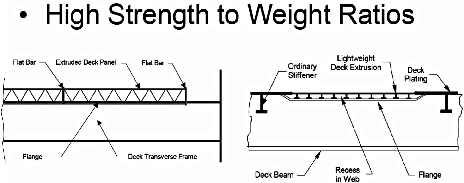 • High Strength to Weight Ratios
Flat Bar
Extruded Deck Panel
Flat Bar
Flange
Deck Transverse Frame
Ordinary
Stiffener
Lightweight
Deck Extrusion
Deck
Plating
Deck Beam
Recess
in Web
Flange